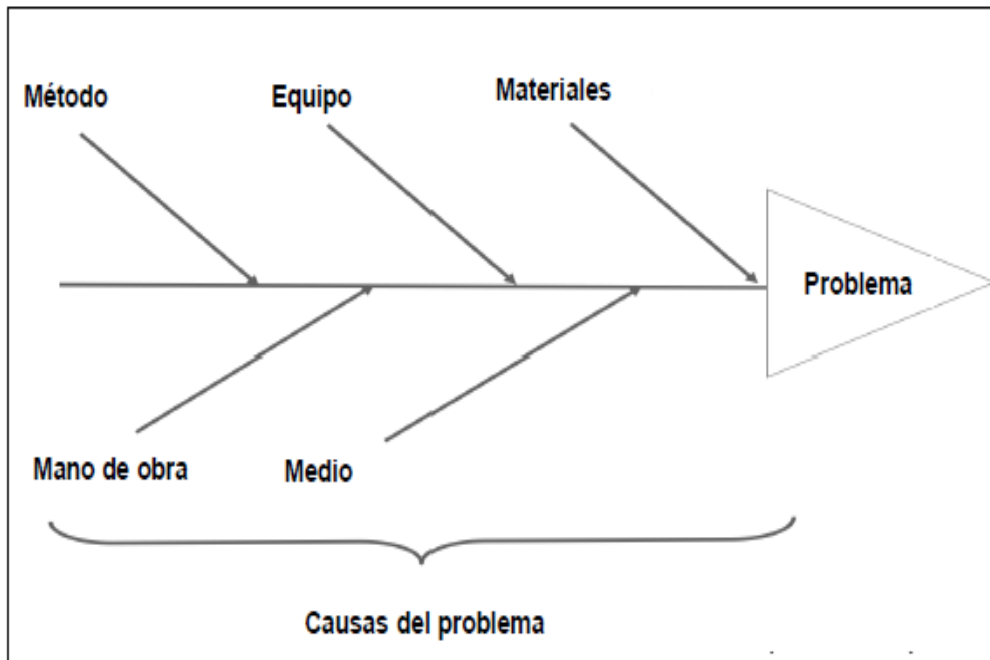 Método
Equipo
Materiales
Problema
Mano de obra
Medio
Causas del problema